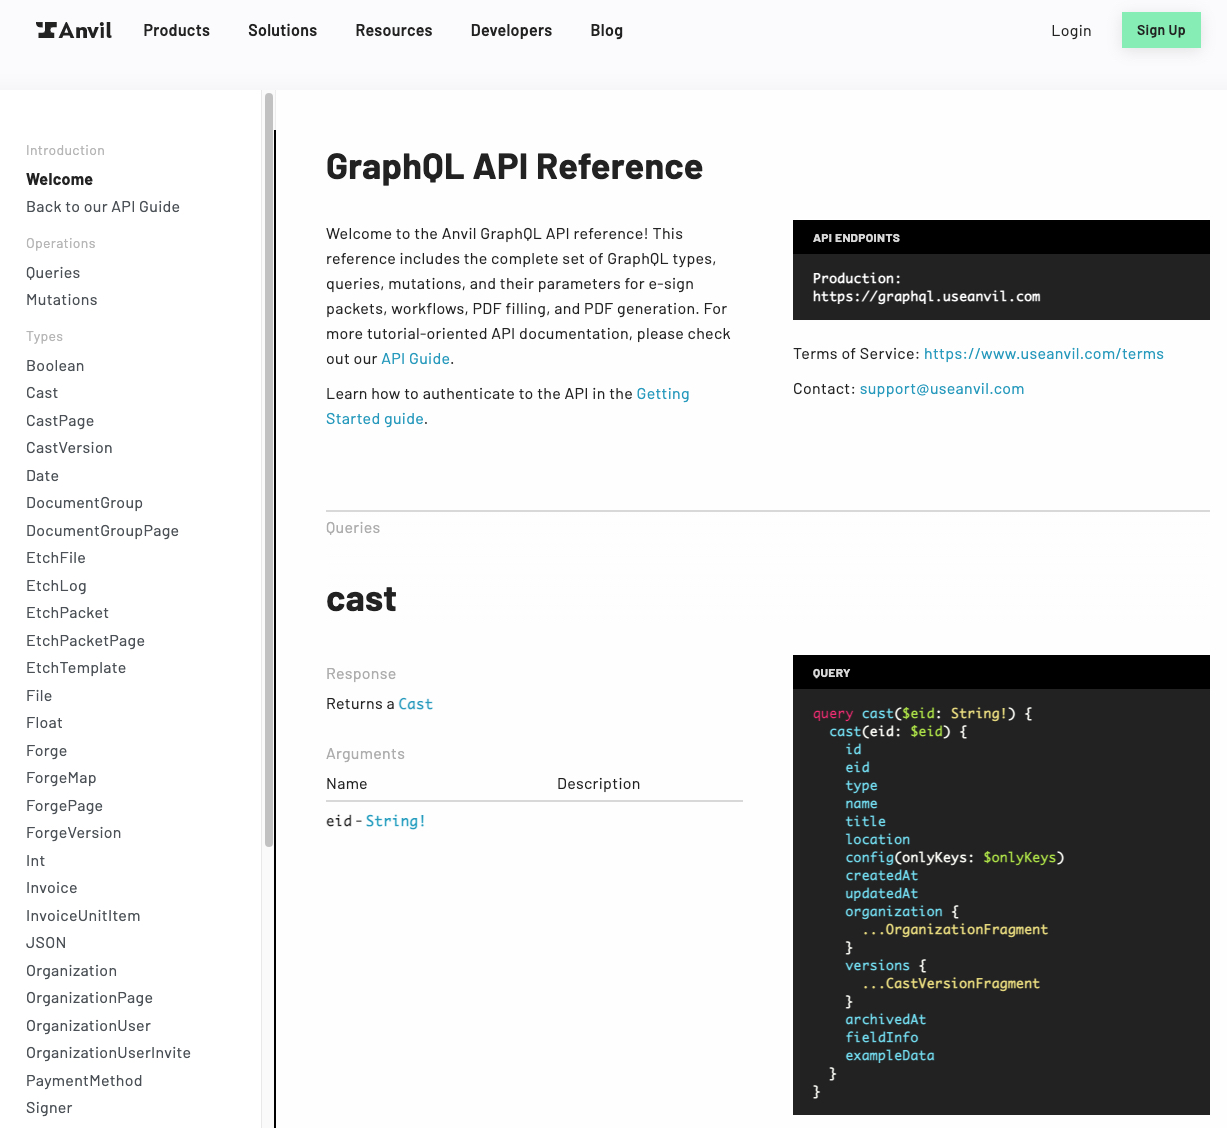 Anvil
Products
Solutions
Resources
Developers
Blog
Login
Sign Up
Introduction
Welcome
Back to our API Guide
Operations
Queries
Mutations
Types
Boolean
Cast
CastPage
CastVersion
Date
DocumentGroup
DocumentGroupPage
EtchFile
EtchLog
EtchPacket
EtchPacketPage
EtchTemplate
File
Float
Forge
ForgeMap
ForgePage
ForgeVersion
Int
Invoice
InvoiceUnitItem
JSON
Organization
OrganizationPage
OrganizationUser
OrganizationUserInvite
PaymentMethod
Signer
GraphQL API Reference
Welcome to the Anvil GraphQL API reference! This
reference includes the complete set of GraphQL types,
queries, mutations, and their parameters for e-sign
packets, workflows, PDF filling, and PDF generation. For
more tutorial-oriented API documentation, please check
out our API Guide.
Learn how to authenticate to the API in the Getting
Started guide.
API ENDPOINTS
Production:
https://graphql.useanvil.com
Terms of Service: https://www.useanvil.com/terms
Contact: support@useanvil.com
Queries
cast
Response
Returns a Cast
Arguments
Name Description
eid - String!
QUERY
query cast($eid: String!) {
  cast(eid: $eid) {
    id
    eid
    type
    name
    title
    location
    config(onlyKeys: $onlyKeys)
    createdAt
    updatedAt
    organization {
      ...OrganizationFragment
    }
    versions {
      ...CastVersionFragment
    }
    archivedAt
    fieldInfo
    exampleData
  }
}